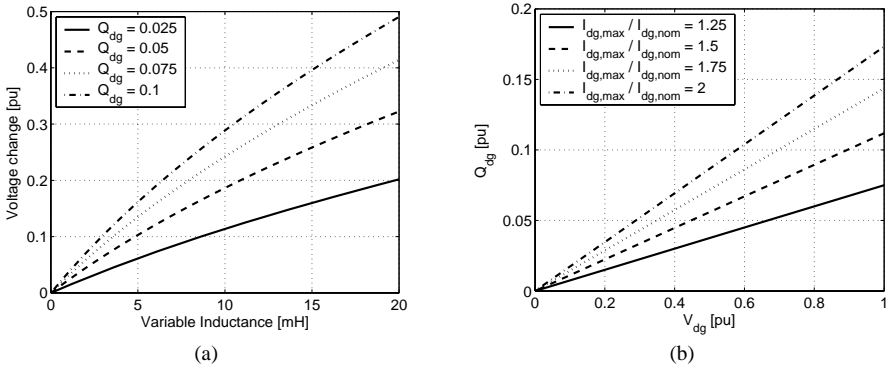 Q_dg = 0.025
Q_dg = 0.05
Q_dg = 0.075
Q_dg = 0.1
Voltage change [pu]
0.5
0.4
0.3
0.2
0.1
0
0 5 10 15 20
Variable Inductance [mH]
(a)
I_dg,max / I_dg,nom = 1.25
I_dg,max / I_dg,nom = 1.5
I_dg,max / I_dg,nom = 1.75
I_dg,max / I_dg,nom = 2
Q_dg [pu]
0.2
0.15
0.1
0.05
0
0 0.2 0.4 0.6 0.8 1
V_dg [pu]
(b)